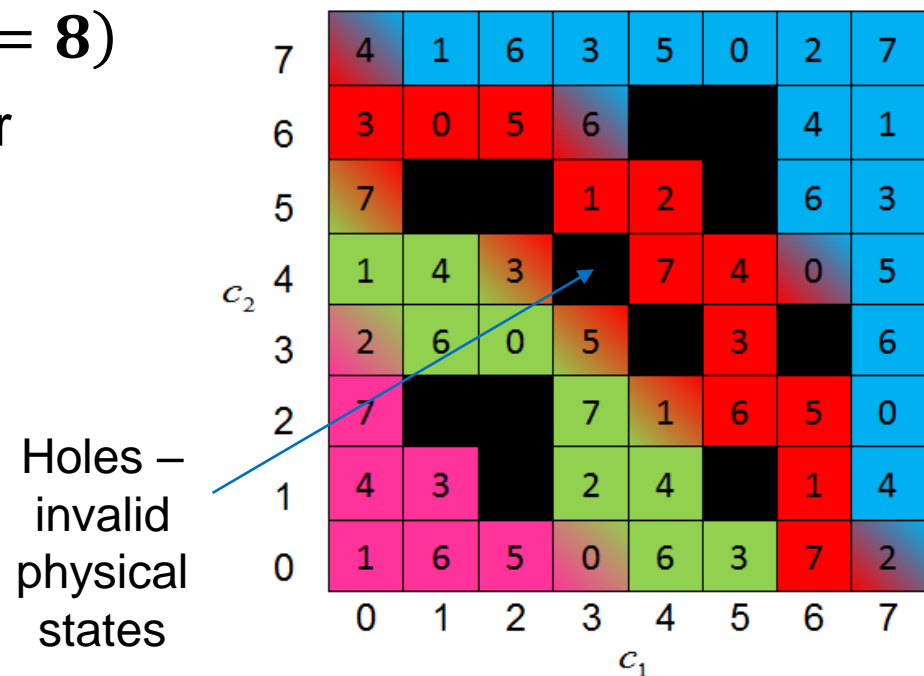 = 8)
r
7 4 1 6 3 5 0 2 7
6 3 0 5 6 4 1
5 7 1 2 6 3
c₂ 4 1 4 3 7 4 0 5
3 2 6 0 5 3 6
2 7 7 1 6 5 0
1 4 3 2 4 1 4
0 1 6 5 0 6 3 7 2
0 1 2 3 4 5 6 7
c₁
Holes –
invalid
physical
states